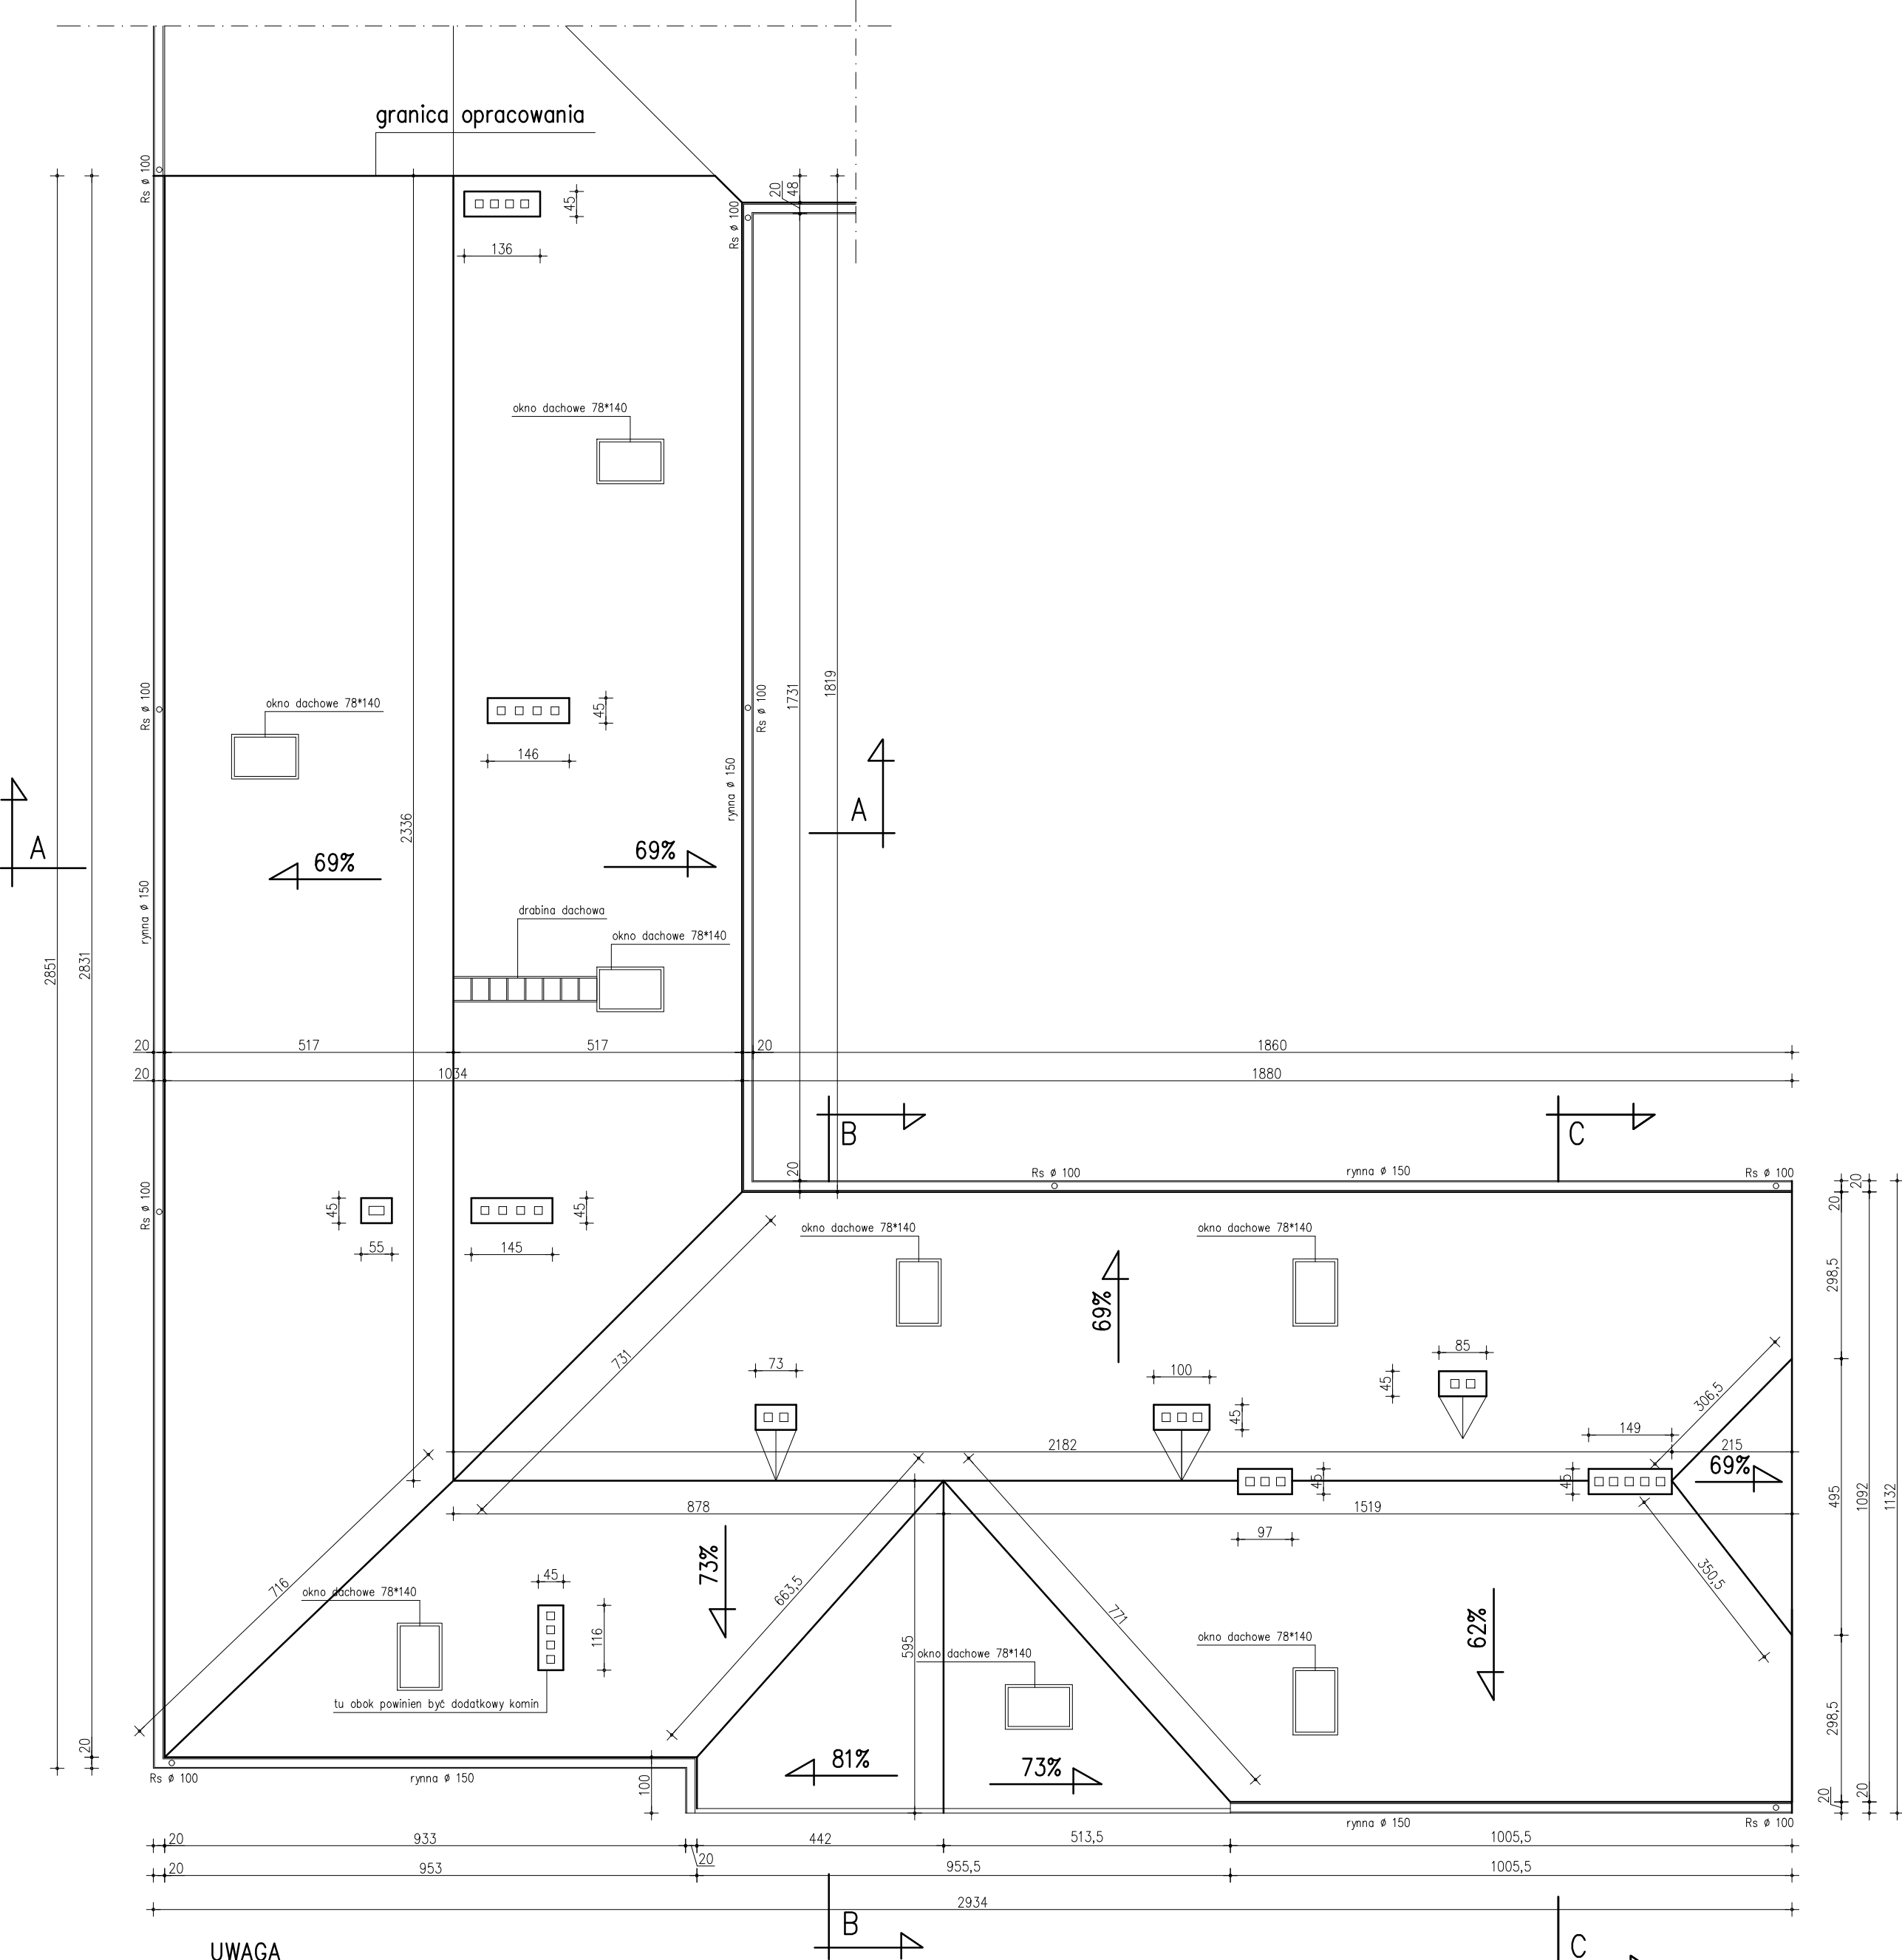 granica opracowania
Rs ø 100
20
48
Rs ø 100
45
136
okno dachowe 78*140
1731
1819
Rs ø 100
okno dachowe 78*140
Rs ø 100
45
146
rynna ø 150
2336
A
A
69%
69%
rynna ø 150
drabina dachowa
okno dachowe 78*140
2851
2831
20
517
517
20
1860
20
1034
1880
B
C
20
Rs ø 100
rynna ø 150
Rs ø 100
20
20
Rs ø 100
45
45
55
145
okno dachowe 78*140
okno dachowe 78*140
298,5
69%
731
73
100
85
45
45
306,5
149
2182
215
69%
45
45
495
1092
1132
878
1519
97
73%
716
okno dachowe 78*140
45
663,5
771
350,5
116
595
okno dachowe 78*140
okno dachowe 78*140
62%
tu obok powinien być dodatkowy komin
298,5
20
81%
73%
100
Rs ø 100
rynna ø 150
20
20
rynna ø 150
Rs ø 100
20
933
20
442
513,5
1005,5
20
953
955,5
1005,5
2934
B
C
UWAGA